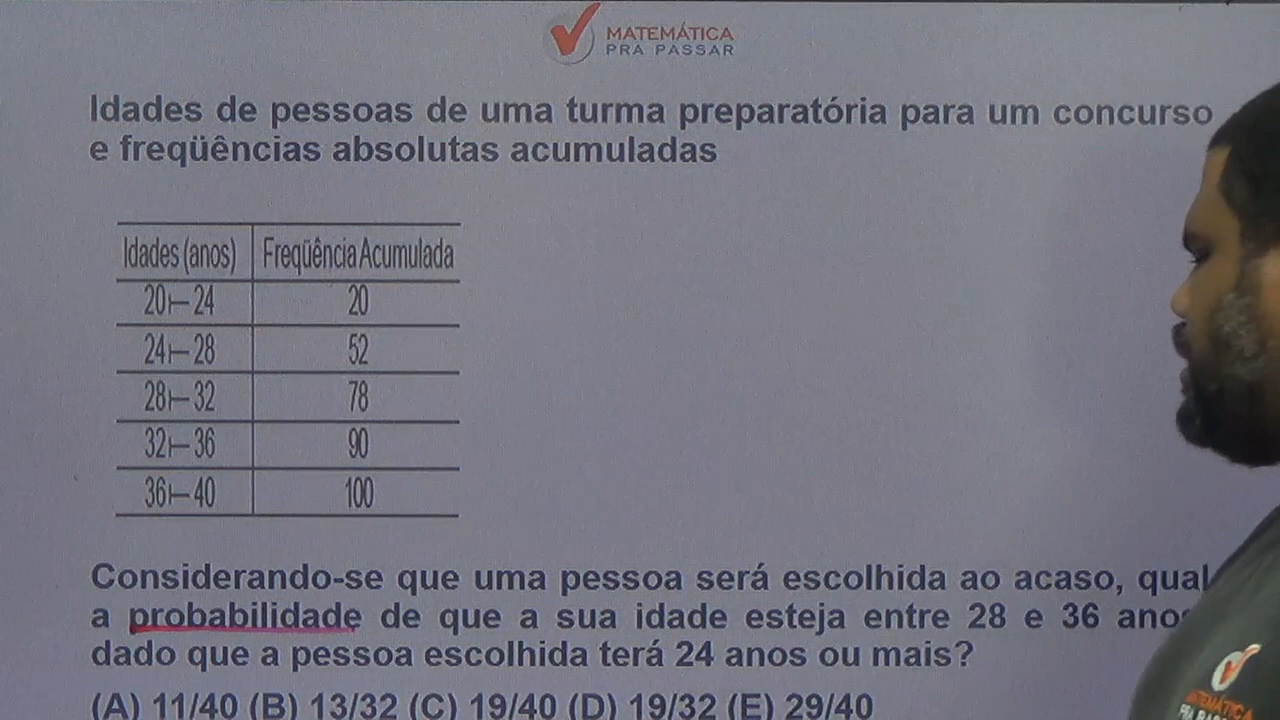 MATEMÁTICA
PRA PASSAR
Idades de pessoas de uma turma preparatória para um concurso
e freqüências absolutas acumuladas
Idades (anos) Freqüência Acumulada
20⊢24 20
24⊢28 52
28⊢32 78
32⊢36 90
36⊢40 100
Considerando-se que uma pessoa será escolhida ao acaso, qual
a probabilidade de que a sua idade esteja entre 28 e 36 anos
dado que a pessoa escolhida terá 24 anos ou mais?
(A) 11/40 (B) 13/32 (C) 19/40 (D) 19/32 (E) 29/40
MATEMÁTICA